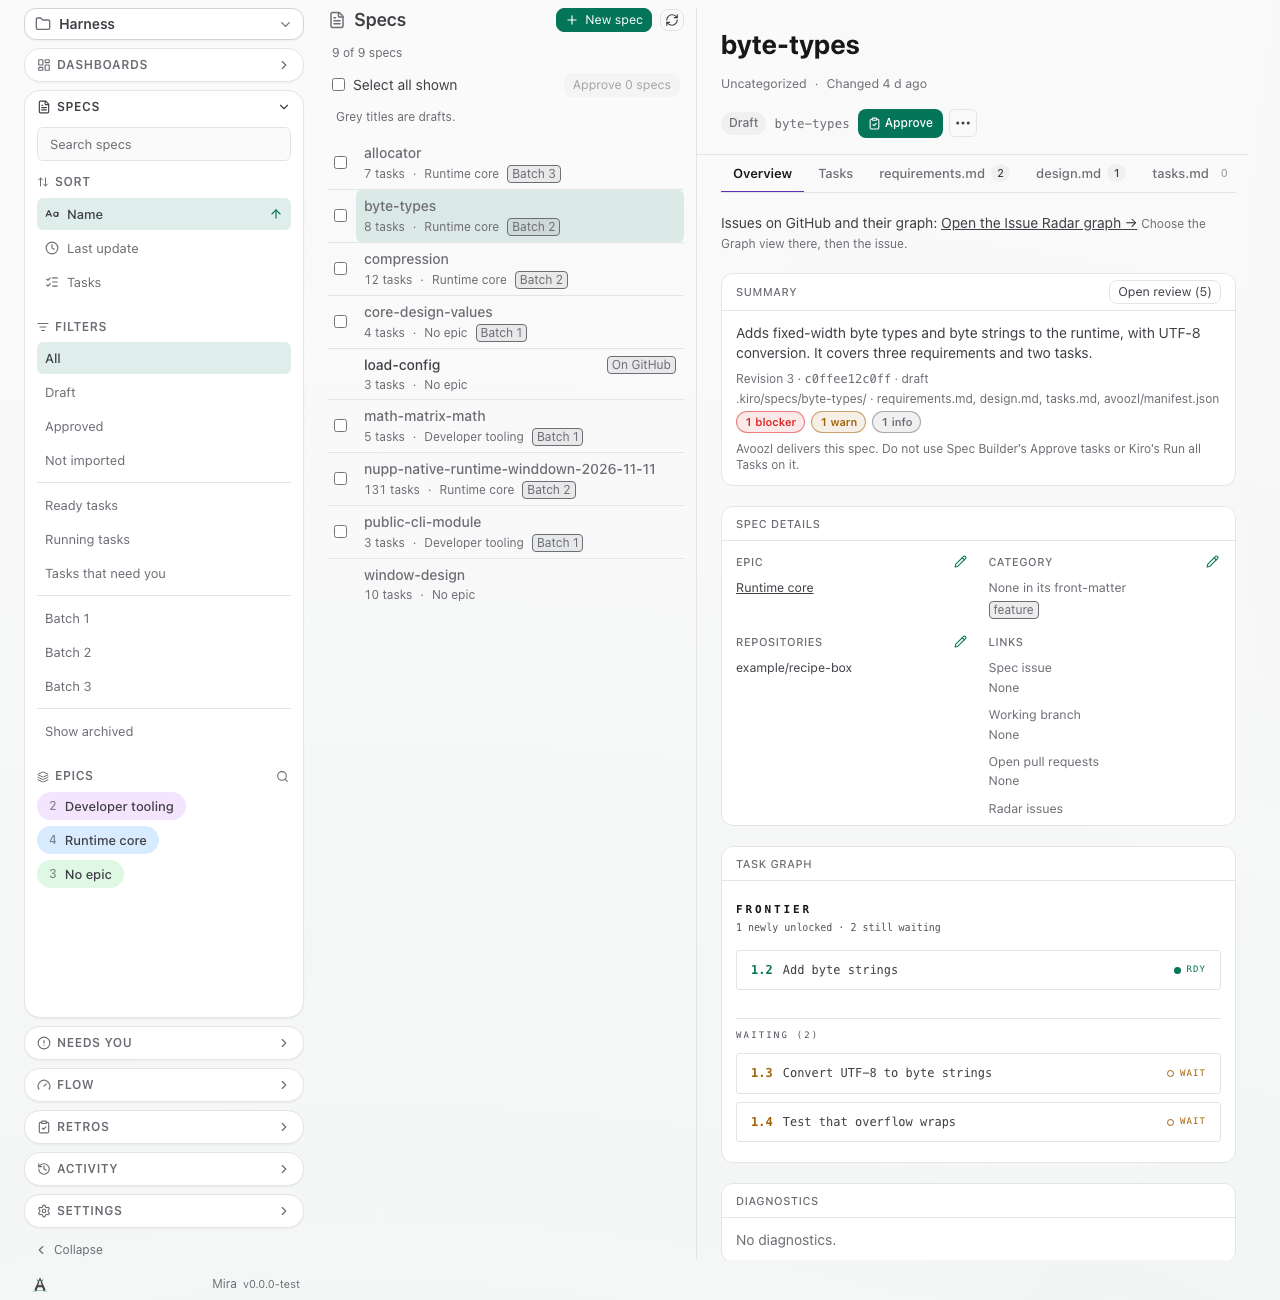 Harness
DASHBOARDS
SPECS
Search specs
SORT
Aa Name
Last update
Tasks
FILTERS
All
Draft
Approved
Not imported
Ready tasks
Running tasks
Tasks that need you
Batch 1
Batch 2
Batch 3
Show archived
EPICS
2 Developer tooling
4 Runtime core
3 No epic
NEEDS YOU
FLOW
RETROS
ACTIVITY
SETTINGS
Collapse
Mira v0.0.0-test
Specs
New spec
9 of 9 specs
Select all shown
Approve 0 specs
Grey titles are drafts.
allocator
7 tasks · Runtime core Batch 3
byte-types
8 tasks · Runtime core Batch 2
compression
12 tasks · Runtime core Batch 2
core-design-values
4 tasks · No epic Batch 1
load-config On GitHub
3 tasks · No epic
math-matrix-math
5 tasks · Developer tooling Batch 1
nupp-native-runtime-winddown-2026-11-11
131 tasks · Runtime core Batch 2
public-cli-module
3 tasks · Developer tooling Batch 1
window-design
10 tasks · No epic
byte-types
Uncategorized · Changed 4 d ago
Draft byte-types Approve
Overview Tasks requirements.md 2 design.md 1 tasks.md 0
Issues on GitHub and their graph: Open the Issue Radar graph → Choose the
Graph view there, then the issue.
SUMMARY
Open review (5)
Adds fixed-width byte types and byte strings to the runtime, with UTF-8
conversion. It covers three requirements and two tasks.
Revision 3 · c0ffee12c0ff · draft
.kiro/specs/byte-types/ · requirements.md, design.md, tasks.md, avoozl/manifest.json
1 blocker 1 warn 1 info
Avoozl delivers this spec. Do not use Spec Builder's Approve tasks or Kiro's Run all
Tasks on it.
SPEC DETAILS
EPIC
Runtime core
CATEGORY
None in its front-matter
feature
REPOSITORIES
example/recipe-box
LINKS
Spec issue
None
Working branch
None
Open pull requests
None
Radar issues
TASK GRAPH
FRONTIER
1 newly unlocked · 2 still waiting
1.2 Add byte strings RDY
WAITING (2)
1.3 Convert UTF-8 to byte strings WAIT
1.4 Test that overflow wraps WAIT
DIAGNOSTICS
No diagnostics.